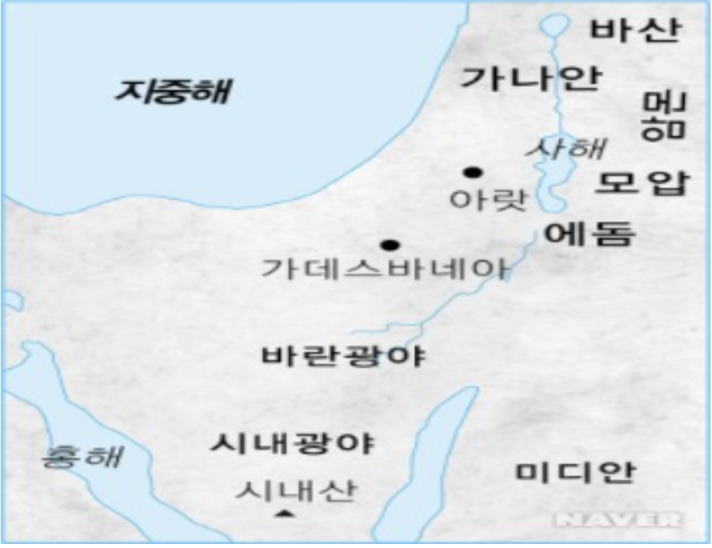 바산
지중해
가나안
암몬
사해
모압
아랏
에돔
가데스바네아
바란광야
시내광야
홍해
미디안
시내산
NAVER